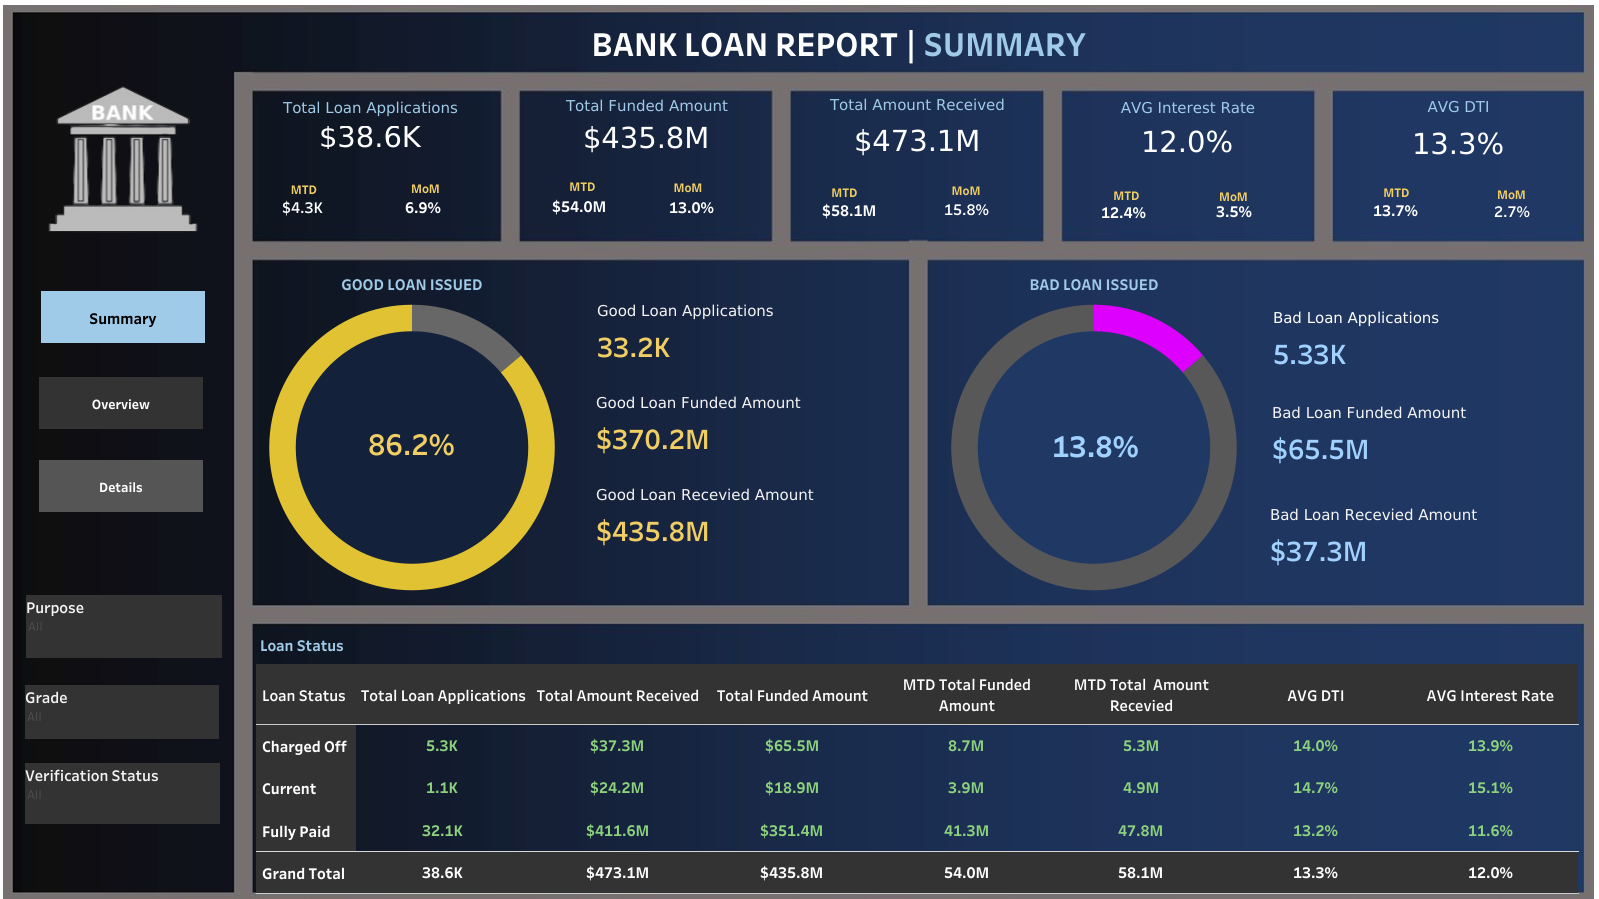 BANK LOAN REPORT | SUMMARY
BANK
Summary
Overview
Details
Purpose
All
Grade
All
Verification Status
All
Total Loan Applications
$38.6K
MTD MoM
$4.3K 6.9%
Total Funded Amount
$435.8M
MTD MoM
$54.0M 13.0%
Total Amount Received
$473.1M
MTD MoM
$58.1M 15.8%
AVG Interest Rate
12.0%
MTD MoM
12.4% 3.5%
AVG DTI
13.3%
MTD MoM
13.7% 2.7%
GOOD LOAN ISSUED
86.2%
Good Loan Applications
33.2K
Good Loan Funded Amount
$370.2M
Good Loan Recevied Amount
$435.8M
BAD LOAN ISSUED
13.8%
Bad Loan Applications
5.33K
Bad Loan Funded Amount
$65.5M
Bad Loan Recevied Amount
$37.3M
Loan Status
Loan Status Total Loan Applications Total Amount Received Total Funded Amount MTD Total Funded Amount MTD Total Amount Recevied AVG DTI AVG Interest Rate
Charged Off 5.3K $37.3M $65.5M 8.7M 5.3M 14.0% 13.9%
Current 1.1K $24.2M $18.9M 3.9M 4.9M 14.7% 15.1%
Fully Paid 32.1K $411.6M $351.4M 41.3M 47.8M 13.2% 11.6%
Grand Total 38.6K $473.1M $435.8M 54.0M 58.1M 13.3% 12.0%